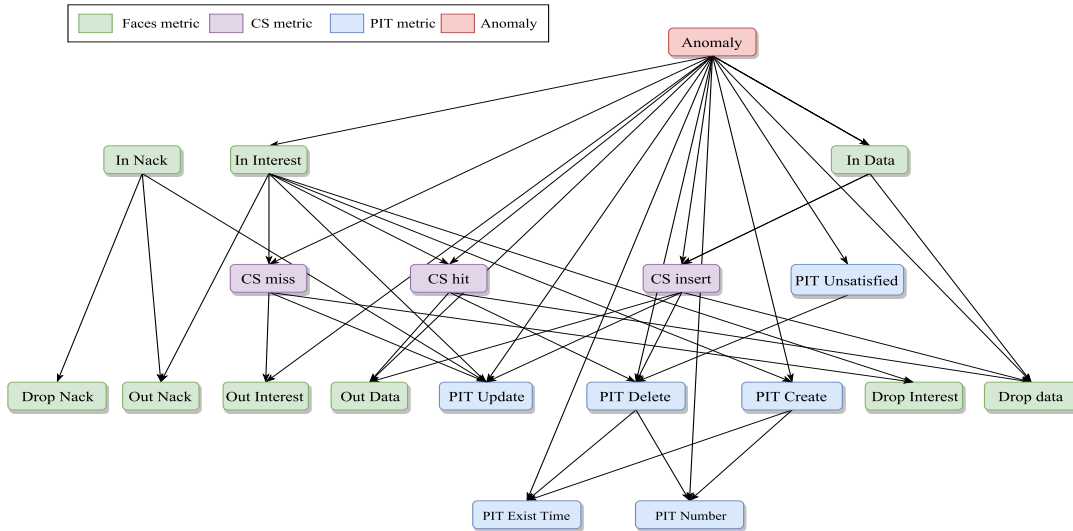 Faces metric CS metric PIT metric Anomaly
Anomaly
In Nack In Interest In Data
CS miss CS hit CS insert PIT Unsatisfied
Drop Nack Out Nack Out Interest Out Data PIT Update PIT Delete PIT Create Drop Interest Drop data
PIT Exist Time PIT Number